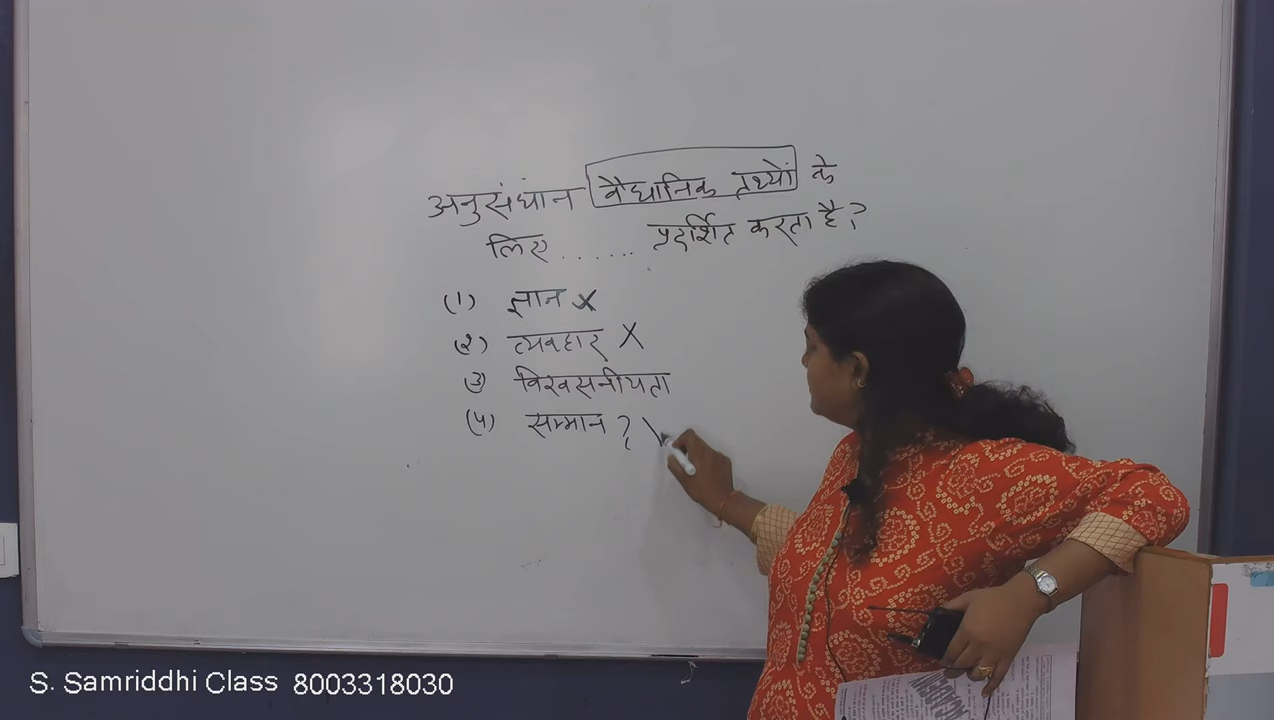 अनुसंधान वैधानिक तथ्यों के
लिए ...... प्रदर्शित करता है?
(1) ज्ञान X
(2) व्यवहार X
(3) विश्वसनीयता
(4) सम्मान ?
S. Samriddhi Class 8003318030